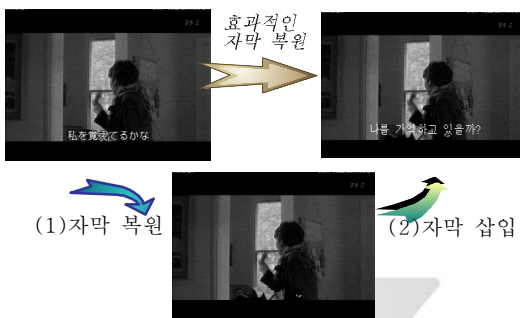 효과적인
자막 복원
私を覚えてるかな
나를 기억하고 있을까?
(1)자막 복원
(2)자막 삽입